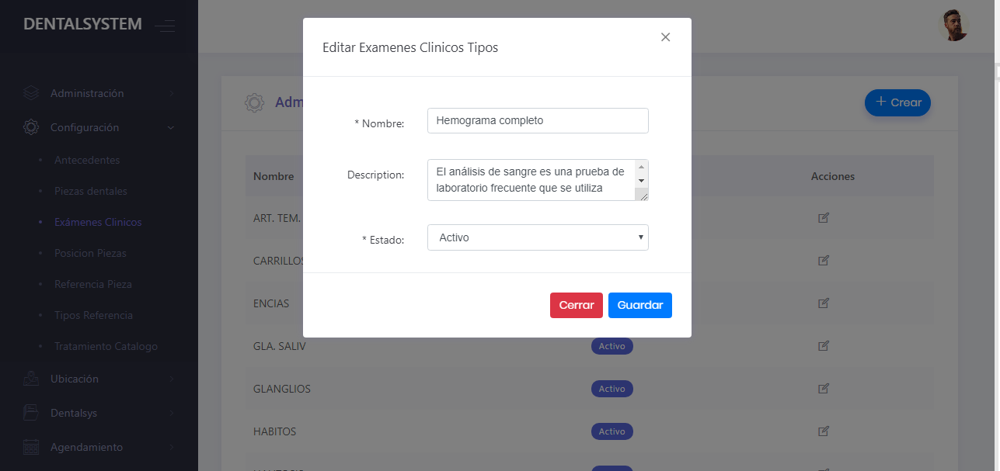 DENTALSYSTEM
Administración
Configuración
Antecedentes
Piezas dentales
Exámenes Clinicos
Posicion Piezas
Referencia Pieza
Tipos Referencia
Tratamiento Catalogo
Ubicación
Dentalsys
Agendamiento
Adm
+ Crear
Nombre
Acciones
ART. TEM.
CARRILLOS
ENCIAS
GLA. SALIV
Activo
GLANGLIOS
Activo
HABITOS
Activo
Editar Examenes Clinicos Tipos
×
* Nombre:
Hemograma completo
Description:
El análisis de sangre es una prueba de
laboratorio frecuente que se utiliza
* Estado:
Activo
Cerrar
Guardar